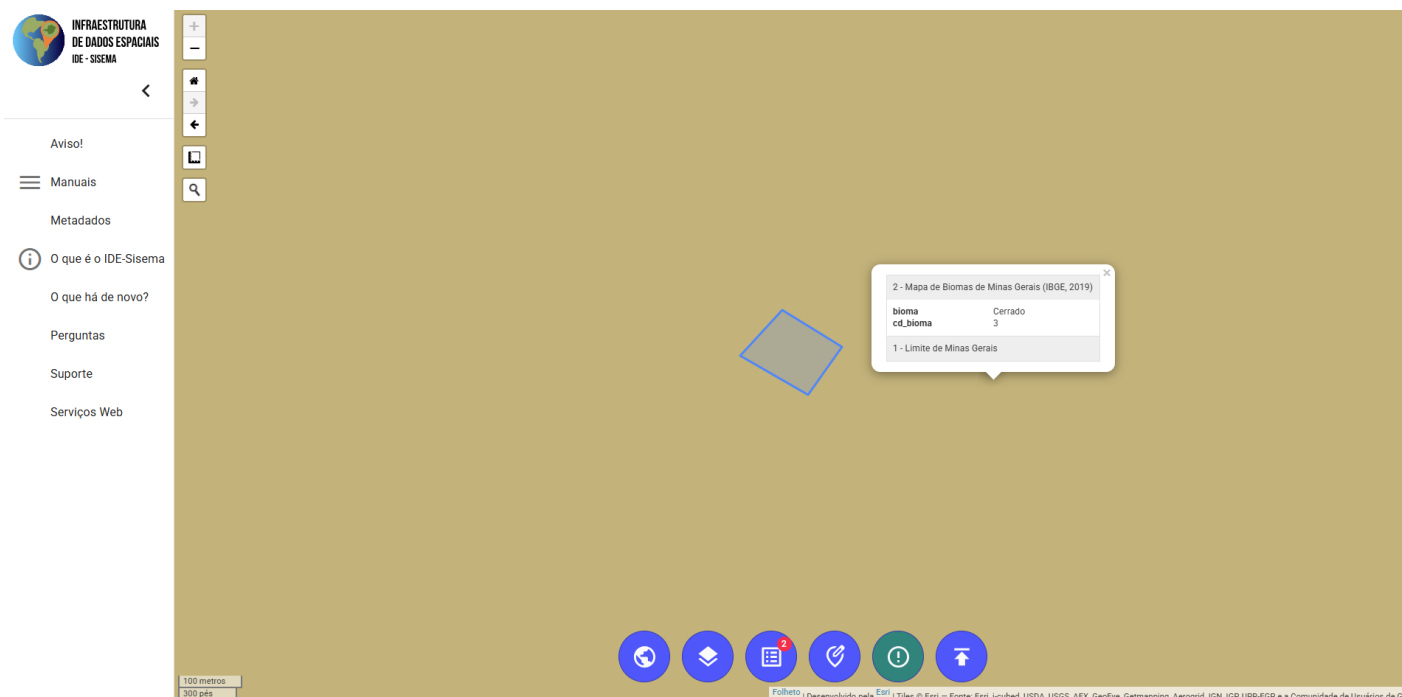 INFRAESTRUTURA
DE DADOS ESPACIAIS
IDE - SISEMA
Aviso!
Manuais
Metadados
O que é o IDE-Sisema
O que há de novo?
Perguntas
Suporte
Serviços Web
+
−
×
2 - Mapa de Biomas de Minas Gerais (IBGE, 2019)
bioma Cerrado
cd_bioma 3
1 - Limite de Minas Gerais
2
100 metros
300 pés
Folheto | Desenvolvido pela Esri | Tiles © Esri — Fonte: Esri, i-cubed, USDA, USGS, AEX, GeoEye, Getmapping, Aerogrid, IGN, IGP, UPR-EGP e a Comunidade de Usuários de G